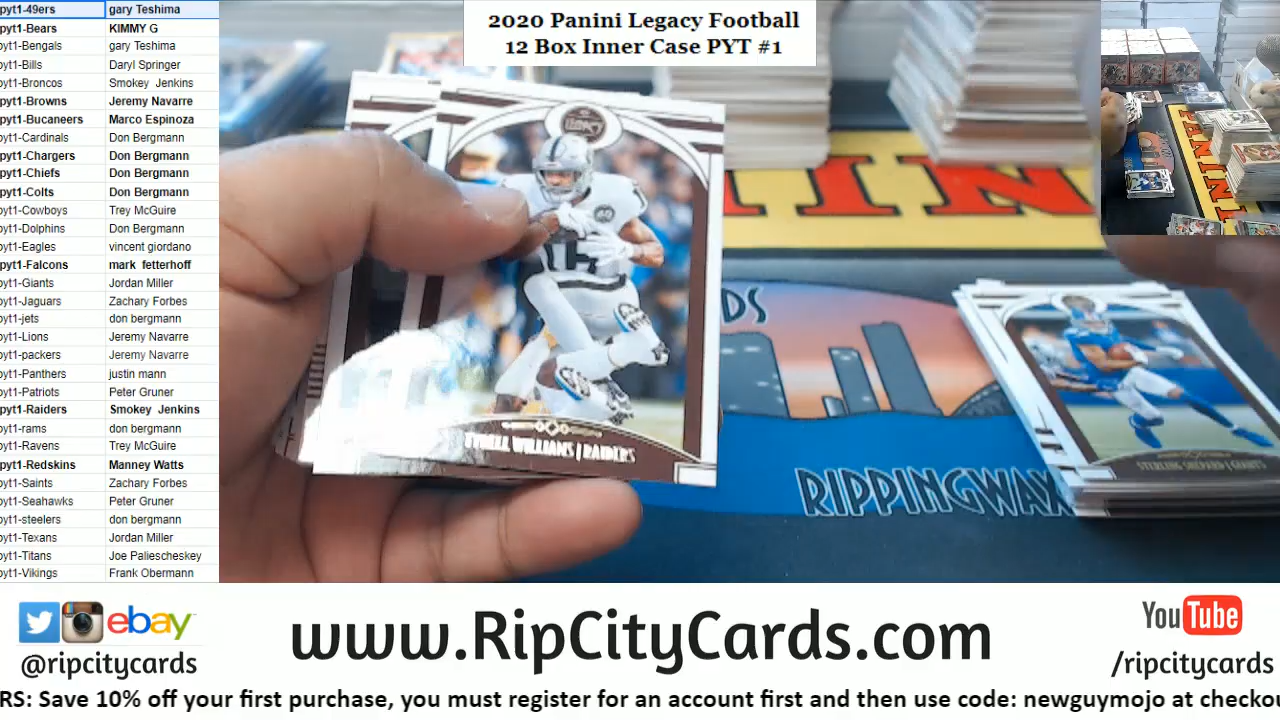 pyt1-49ers gary Teshima
pyt1-Bears KIMMY G
pyt1-Bengals gary Teshima
pyt1-Bills Daryl Springer
pyt1-Broncos Smokey Jenkins
pyt1-Browns Jeremy Navarre
pyt1-Bucaneers Marco Espinoza
pyt1-Cardinals Don Bergmann
pyt1-Chargers Don Bergmann
pyt1-Chiefs Don Bergmann
pyt1-Colts Don Bergmann
pyt1-Cowboys Trey McGuire
pyt1-Dolphins Don Bergmann
pyt1-Eagles vincent giordano
pyt1-Falcons mark fetterhoff
pyt1-Giants Jordan Miller
pyt1-Jaguars Zachary Forbes
pyt1-jets don bergmann
pyt1-Lions Jeremy Navarre
pyt1-packers Jeremy Navarre
pyt1-Panthers justin mann
pyt1-Patriots Peter Gruner
pyt1-Raiders Smokey Jenkins
pyt1-rams don bergmann
pyt1-Ravens Trey McGuire
pyt1-Redskins Manney Watts
pyt1-Saints Zachary Forbes
pyt1-Seahawks Peter Gruner
pyt1-steelers don bergmann
pyt1-Texans Jordan Miller
pyt1-Titans Joe Paliescheskey
pyt1-Vikings Frank Obermann
2020 Panini Legacy Football
12 Box Inner Case PYT #1
TYRELL WILLIAMS | RAIDERS
STERLING SHEPARD | GIANTS
RIPPINGWAX
ebay
@ripcitycards
www.RipCityCards.com
YouTube
/ripcitycards
RS: Save 10% off your first purchase, you must register for an account first and then use code: newguymojo at checkou